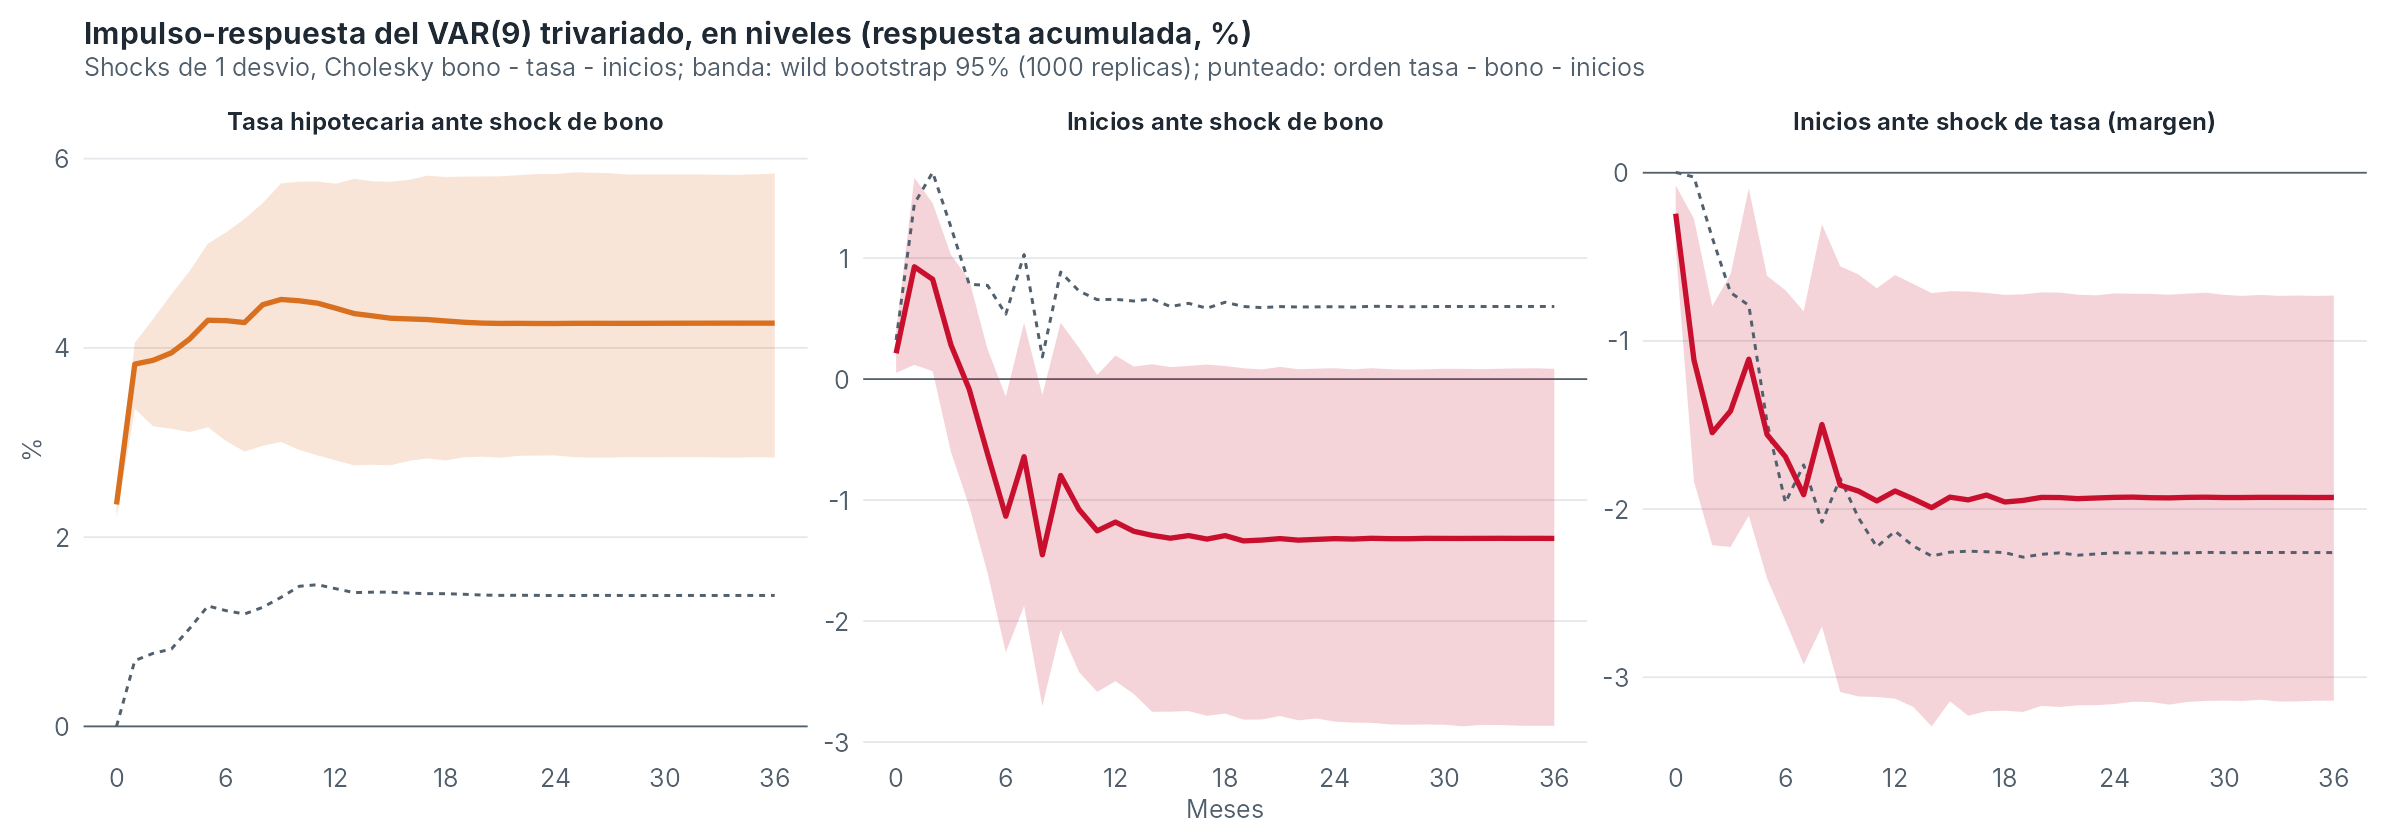 Impulso-respuesta del VAR(9) trivariado, en niveles (respuesta acumulada, %)
Shocks de 1 desvio, Cholesky bono - tasa - inicios; banda: wild bootstrap 95% (1000 replicas); punteado: orden tasa - bono - inicios
Tasa hipotecaria ante shock de bono
6
4
2
0
%
0 6 12 18 24 30 36
Inicios ante shock de bono
1
0
-1
-2
-3
0 6 12 18 24 30 36
Meses
Inicios ante shock de tasa (margen)
0
-1
-2
-3
0 6 12 18 24 30 36